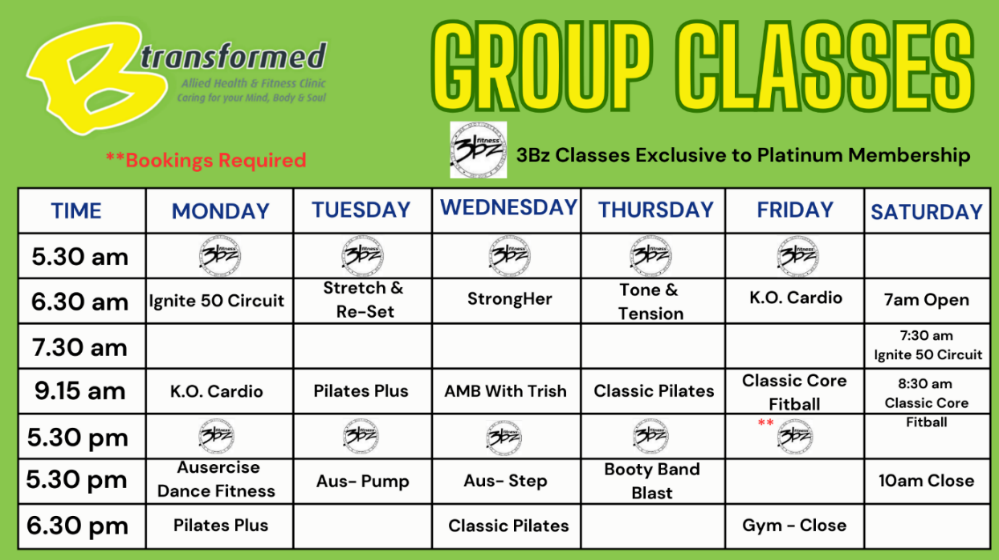 B transformed
Allied Health & Fitness Clinic
Caring for your Mind, Body & Soul
GROUP CLASSES
**Bookings Required
3bz fitness
3Bz Classes Exclusive to Platinum Membership
TIME MONDAY TUESDAY WEDNESDAY THURSDAY FRIDAY SATURDAY
5.30 am 3bz fitness 3bz fitness 3bz fitness 3bz fitness 3bz fitness
6.30 am Ignite 50 Circuit Stretch & Re-Set StrongHer Tone & Tension K.O. Cardio 7am Open
7.30 am 7:30 am Ignite 50 Circuit
9.15 am K.O. Cardio Pilates Plus AMB With Trish Classic Pilates Classic Core Fitball 8:30 am Classic Core Fitball
5.30 pm 3bz fitness 3bz fitness 3bz fitness 3bz fitness ** 3bz fitness
5.30 pm Ausercise Dance Fitness Aus- Pump Aus- Step Booty Band Blast 10am Close
6.30 pm Pilates Plus Classic Pilates Gym - Close